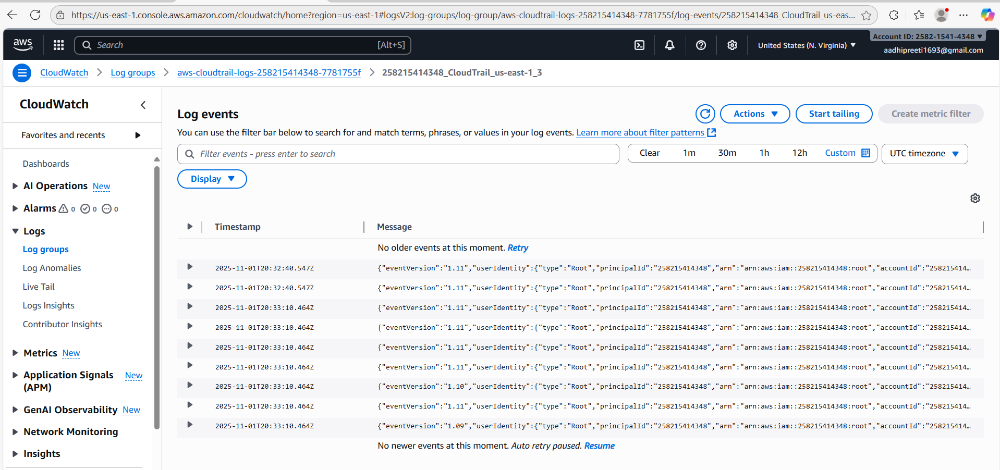 https://us-east-1.console.aws.amazon.com/cloudwatch/home?region=us-east-1#logsV2:log-groups/log-group/aws-cloudtrail-logs-258215414348-7781755f/log-events/258215414348_CloudTrail_us-eas...
aws
Search
[Alt+S]
United States (N. Virginia)
Account ID: 2582-1541-4348
aadhipreeti1693@gmail.com
CloudWatch
Log groups
aws-cloudtrail-logs-258215414348-7781755f
258215414348_CloudTrail_us-east-1_3
CloudWatch
Favorites and recents
Dashboards
AI Operations New
Alarms 0 0 0
Logs
Log groups
Log Anomalies
Live Tail
Logs Insights
Contributor Insights
Metrics New
Application Signals New
(APM)
GenAI Observability New
Network Monitoring
Insights
Log events
Actions
Start tailing
Create metric filter
You can use the filter bar below to search for and match terms, phrases, or values in your log events. Learn more about filter patterns
Filter events - press enter to search
Clear 1m 30m 1h 12h Custom
UTC timezone
Display
Timestamp Message
No older events at this moment. Retry
2025-11-01T20:32:40.547Z {"eventVersion":"1.11","userIdentity":{"type":"Root","principalId":"258215414348","arn":"arn:aws:iam::258215414348:root","accountId":"258215414…
2025-11-01T20:32:40.547Z {"eventVersion":"1.11","userIdentity":{"type":"Root","principalId":"258215414348","arn":"arn:aws:iam::258215414348:root","accountId":"258215414…
2025-11-01T20:33:10.464Z {"eventVersion":"1.11","userIdentity":{"type":"Root","principalId":"258215414348","arn":"arn:aws:iam::258215414348:root","accountId":"258215414…
2025-11-01T20:33:10.464Z {"eventVersion":"1.11","userIdentity":{"type":"Root","principalId":"258215414348","arn":"arn:aws:iam::258215414348:root","accountId":"258215414…
2025-11-01T20:33:10.464Z {"eventVersion":"1.11","userIdentity":{"type":"Root","principalId":"258215414348","arn":"arn:aws:iam::258215414348:root","accountId":"258215414…
2025-11-01T20:33:10.464Z {"eventVersion":"1.11","userIdentity":{"type":"Root","principalId":"258215414348","arn":"arn:aws:iam::258215414348:root","accountId":"258215414…
2025-11-01T20:33:10.464Z {"eventVersion":"1.10","userIdentity":{"type":"Root","principalId":"258215414348","arn":"arn:aws:iam::258215414348:root","accountId":"258215414…
2025-11-01T20:33:10.464Z {"eventVersion":"1.11","userIdentity":{"type":"Root","principalId":"258215414348","arn":"arn:aws:iam::258215414348:root","accountId":"258215414…
2025-11-01T20:33:10.464Z {"eventVersion":"1.09","userIdentity":{"type":"Root","principalId":"258215414348","arn":"arn:aws:iam::258215414348:root","accountId":"258215414…
No newer events at this moment. Auto retry paused. Resume